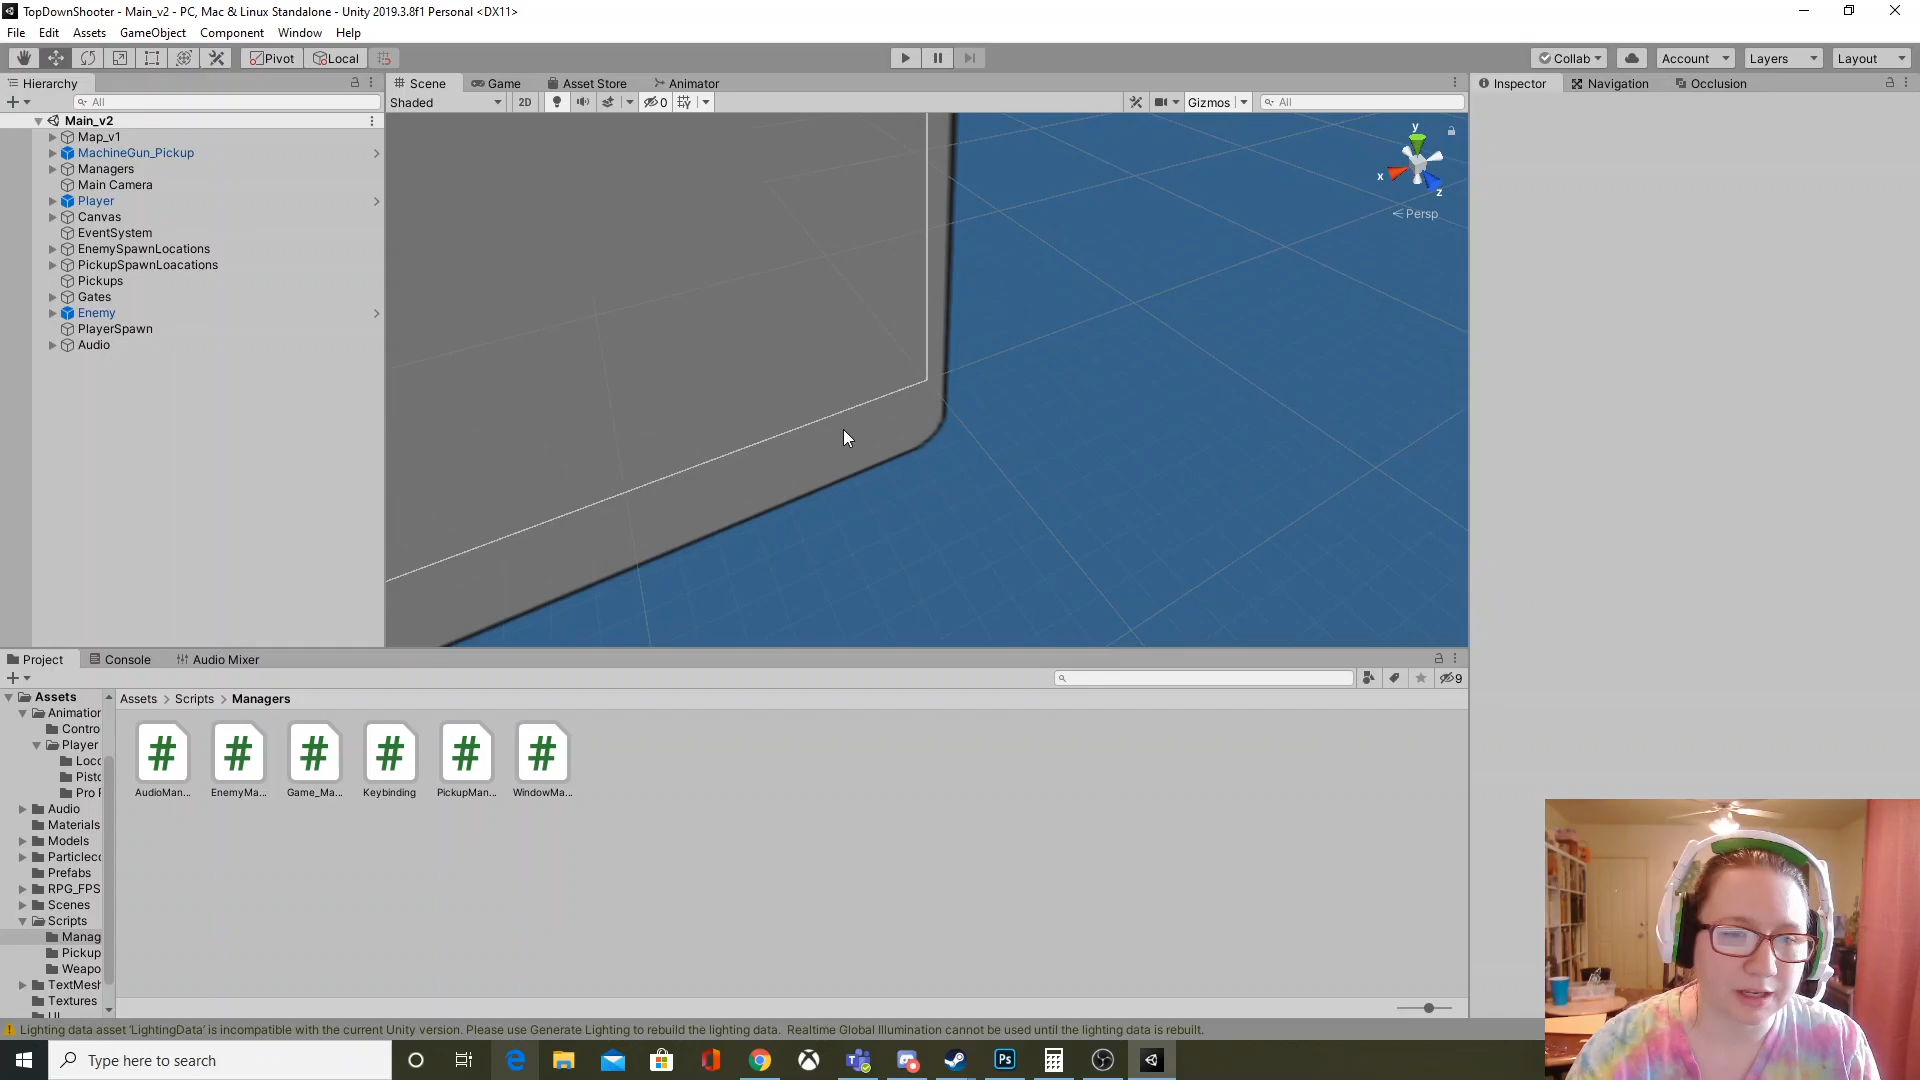 TopDownShooter - Main_v2 - PC, Mac & Linux Standalone - Unity 2019.3.8f1 Personal <DX11>
File Edit Assets GameObject Component Window Help
Pivot Local Collab Account Layers Layout
Hierarchy
All
Main_v2
Map_v1
MachineGun_Pickup
Managers
Main Camera
Player
Canvas
EventSystem
EnemySpawnLocations
PickupSpawnLoacations
Pickups
Gates
Enemy
PlayerSpawn
Audio
Scene Game Asset Store Animator
Shaded 2D 0 Gizmos All
y
x
z
Persp
Inspector Navigation Occlusion
Project Console Audio Mixer
9
Assets
Animation
Contro
Player
Loco
Pisto
Pro R
Audio
Materials
Models
Particlecc
Prefabs
RPG_FPS
Scenes
Scripts
Manag
Pickup
Weapo
TextMesh
Textures
UI
Assets > Scripts > Managers
# # # # # #
AudioMan... EnemyMa... Game_Ma... Keybinding PickupMan... WindowMa...
Lighting data asset 'LightingData' is incompatible with the current Unity version. Please use Generate Lighting to rebuild the lighting data. Realtime Global Illumination cannot be used until the lighting data is rebuilt.
Type here to search
Ps